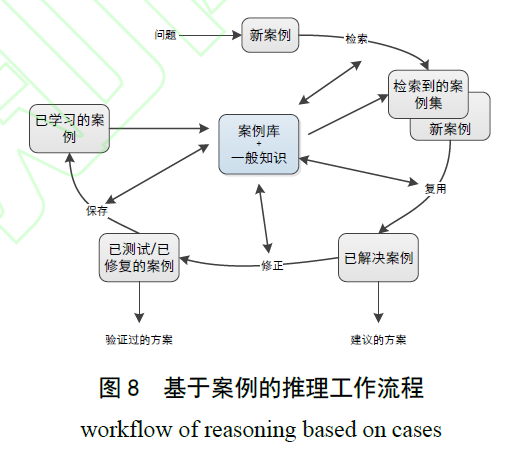 问题
新案例
检索
检索到的案
例集
新案例
已学习的案
例
案例库
+
一般知识
复用
保存
已测试/已
修复的案例
修正
已解决案例
验证过的方案
建议的方案
图 8 基于案例的推理工作流程
workflow of reasoning based on cases